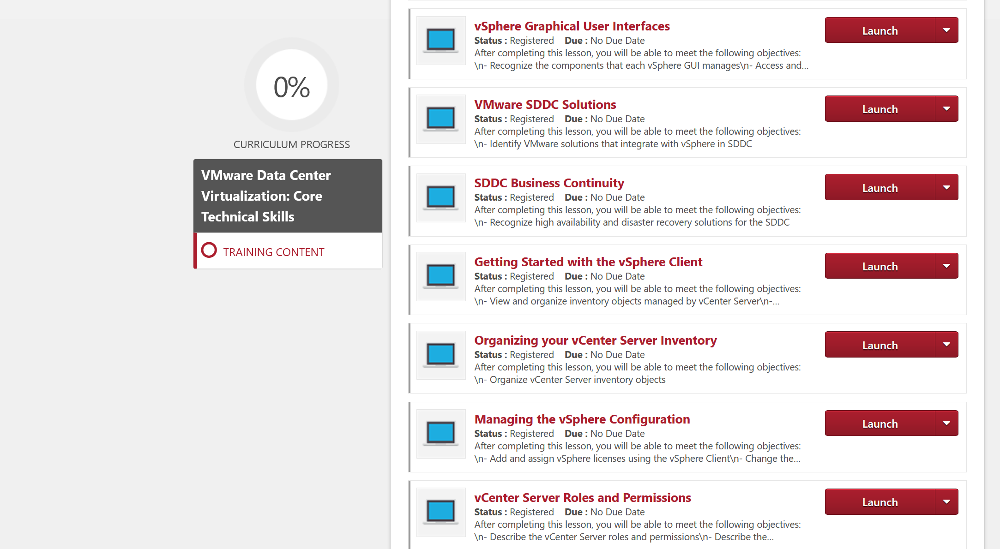 0%
CURRICULUM PROGRESS
VMware Data Center
Virtualization: Core
Technical Skills
TRAINING CONTENT
vSphere Graphical User Interfaces
Status : Registered Due : No Due Date
After completing this lesson, you will be able to meet the following objectives:
\n- Recognize the components that each vSphere GUI manages\n- Access and...
Launch
VMware SDDC Solutions
Status : Registered Due : No Due Date
After completing this lesson, you will be able to meet the following objectives:
\n- Identify VMware solutions that integrate with vSphere in SDDC
Launch
SDDC Business Continuity
Status : Registered Due : No Due Date
After completing this lesson, you will be able to meet the following objectives:
\n- Recognize high availability and disaster recovery solutions for the SDDC
Launch
Getting Started with the vSphere Client
Status : Registered Due : No Due Date
After completing this lesson, you will be able to meet the following objectives:
\n- View and organize inventory objects managed by vCenter Server\n-...
Launch
Organizing your vCenter Server Inventory
Status : Registered Due : No Due Date
After completing this lesson, you will be able to meet the following objectives:
\n- Organize vCenter Server inventory objects
Launch
Managing the vSphere Configuration
Status : Registered Due : No Due Date
After completing this lesson, you will be able to meet the following objectives:
\n- Add and assign vSphere licenses using the vSphere Client\n- Change the...
Launch
vCenter Server Roles and Permissions
Status : Registered Due : No Due Date
After completing this lesson, you will be able to meet the following objectives:
\n- Describe the vCenter Server roles and permissions\n- Describe the...
Launch